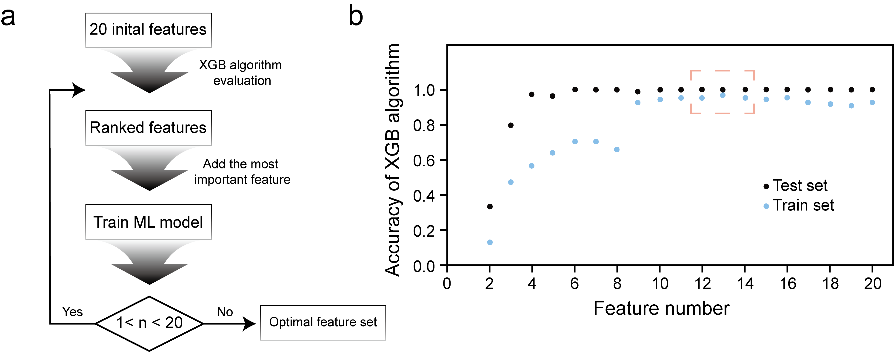 a
20 inital features
XGB algorithm
evaluation
Ranked features
Add the most
important feature
Train ML model
Yes
1< n < 20
No
Optimal feature set
b
Accuracy of XGB algorithm
1.0
0.8
0.6
0.4
0.2
0.0
0 2 4 6 8 10 12 14 16 18 20
Feature number
Test set
Train set